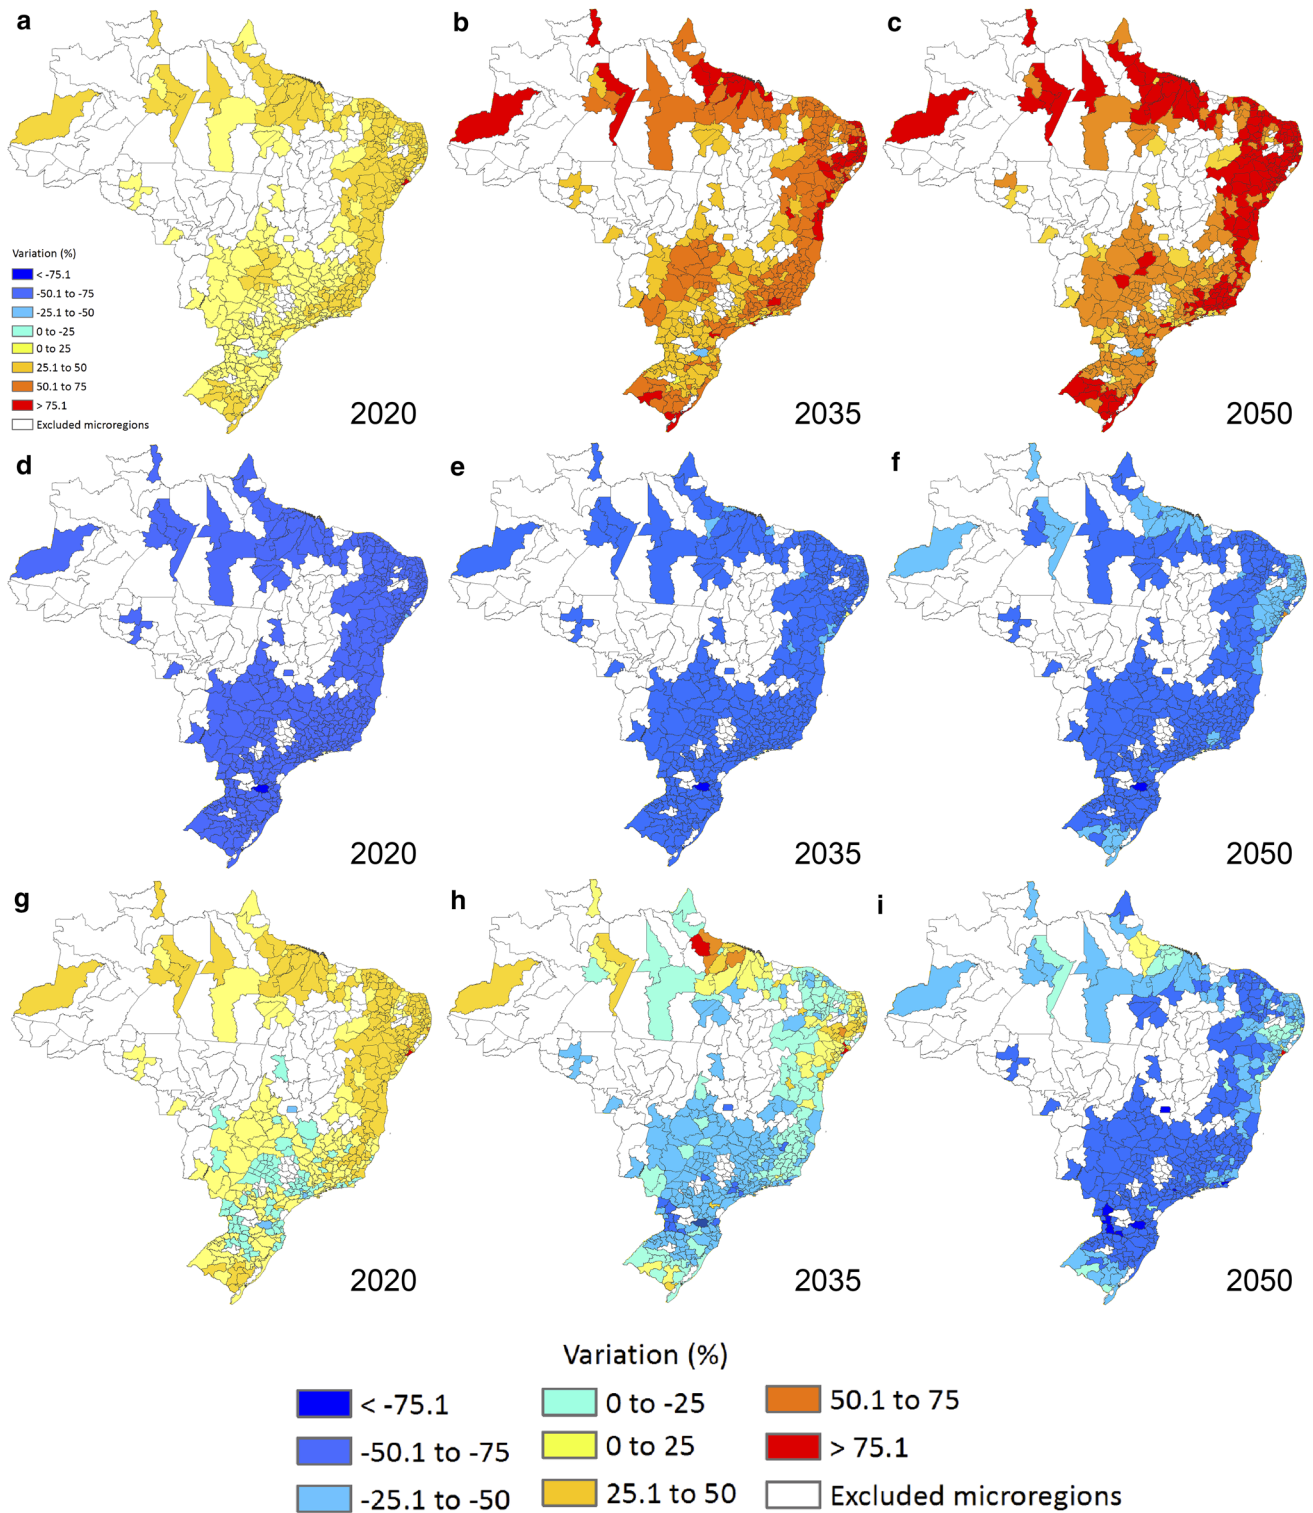 a
b
c
Variation (%)
< -75.1
-50.1 to -75
-25.1 to -50
0 to -25
0 to 25
25.1 to 50
50.1 to 75
> 75.1
Excluded microregions
2020
2035
2050
d
e
f
2020
2035
2050
g
h
i
2020
2035
2050
Variation (%)
< -75.1
0 to -25
50.1 to 75
-50.1 to -75
0 to 25
> 75.1
-25.1 to -50
25.1 to 50
Excluded microregions